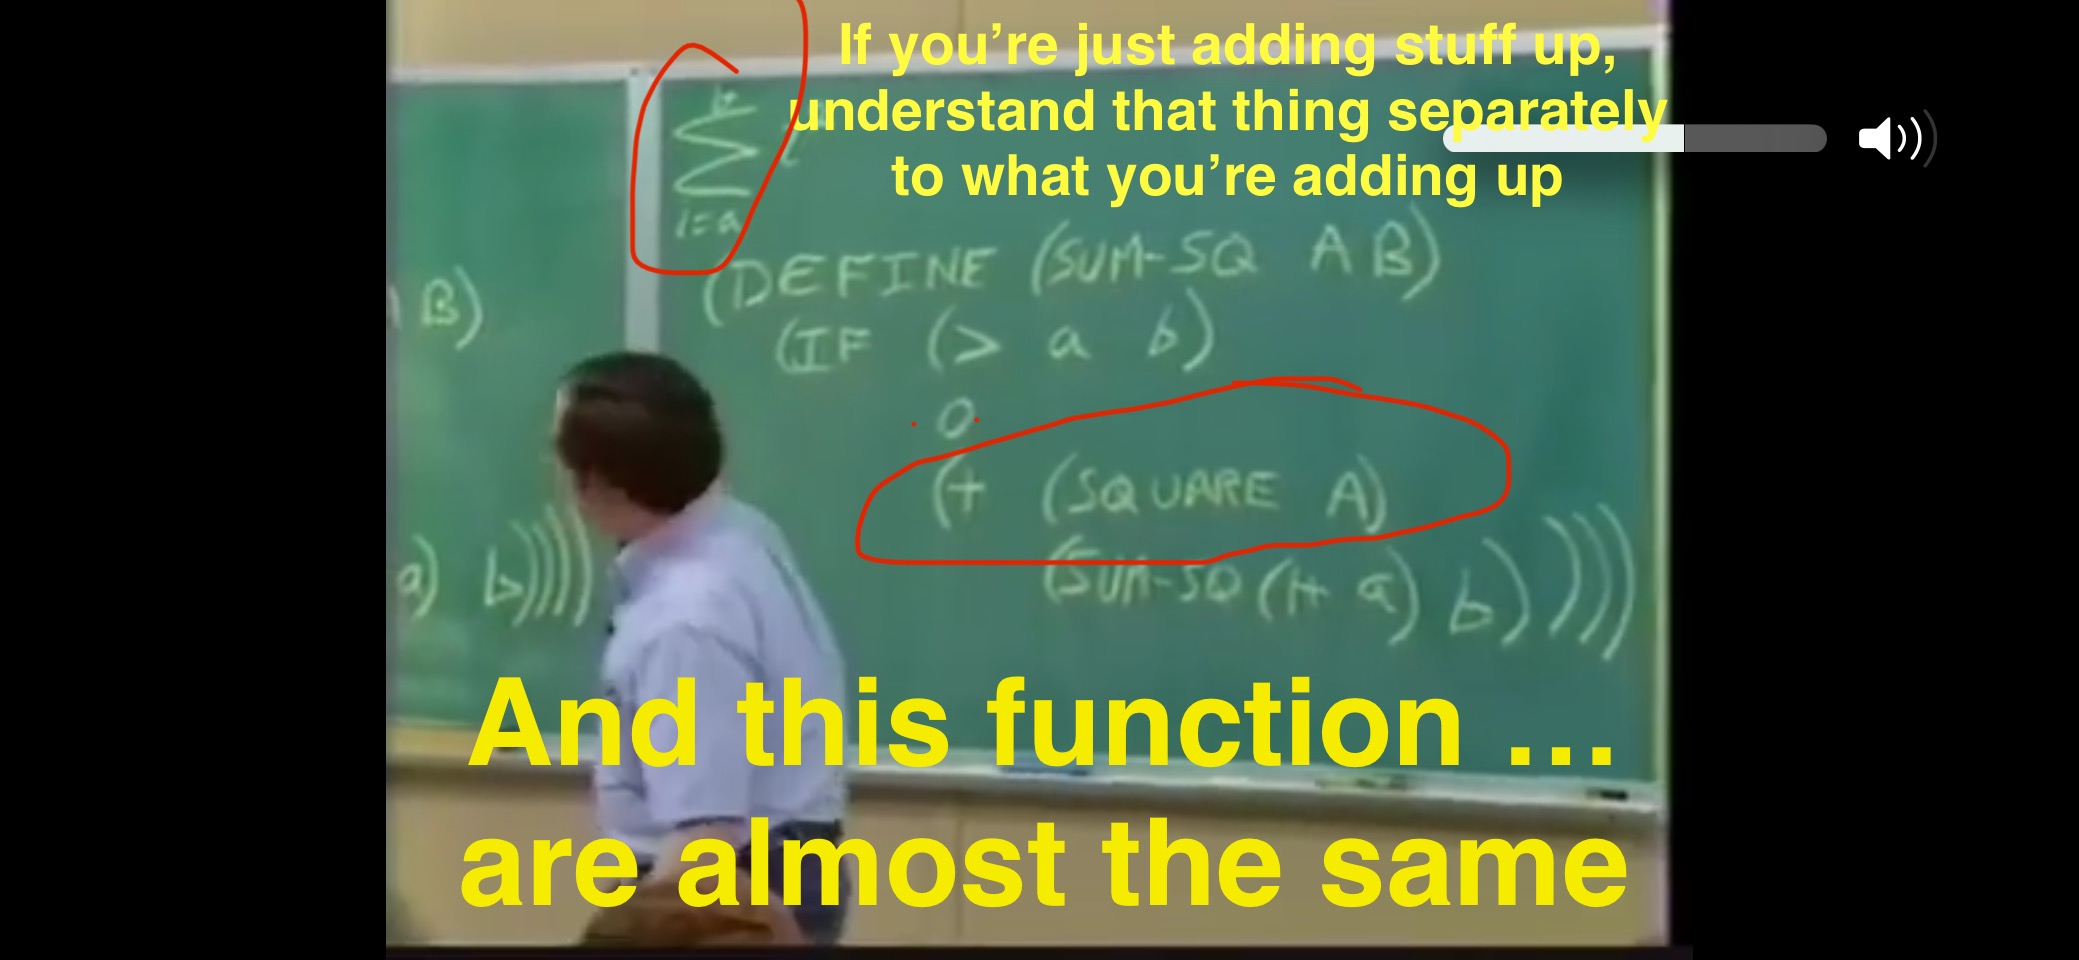 If you’re just adding stuff up,
understand that thing separately
to what you’re adding up
b
Σ i
i=a
(DEFINE (SUM-SQ A B)
(IF (> a b)
0
(+ (SQUARE A)
(SUM-SQ (1+ a) b))))
B)
a) b))))
And this function …
are almost the same